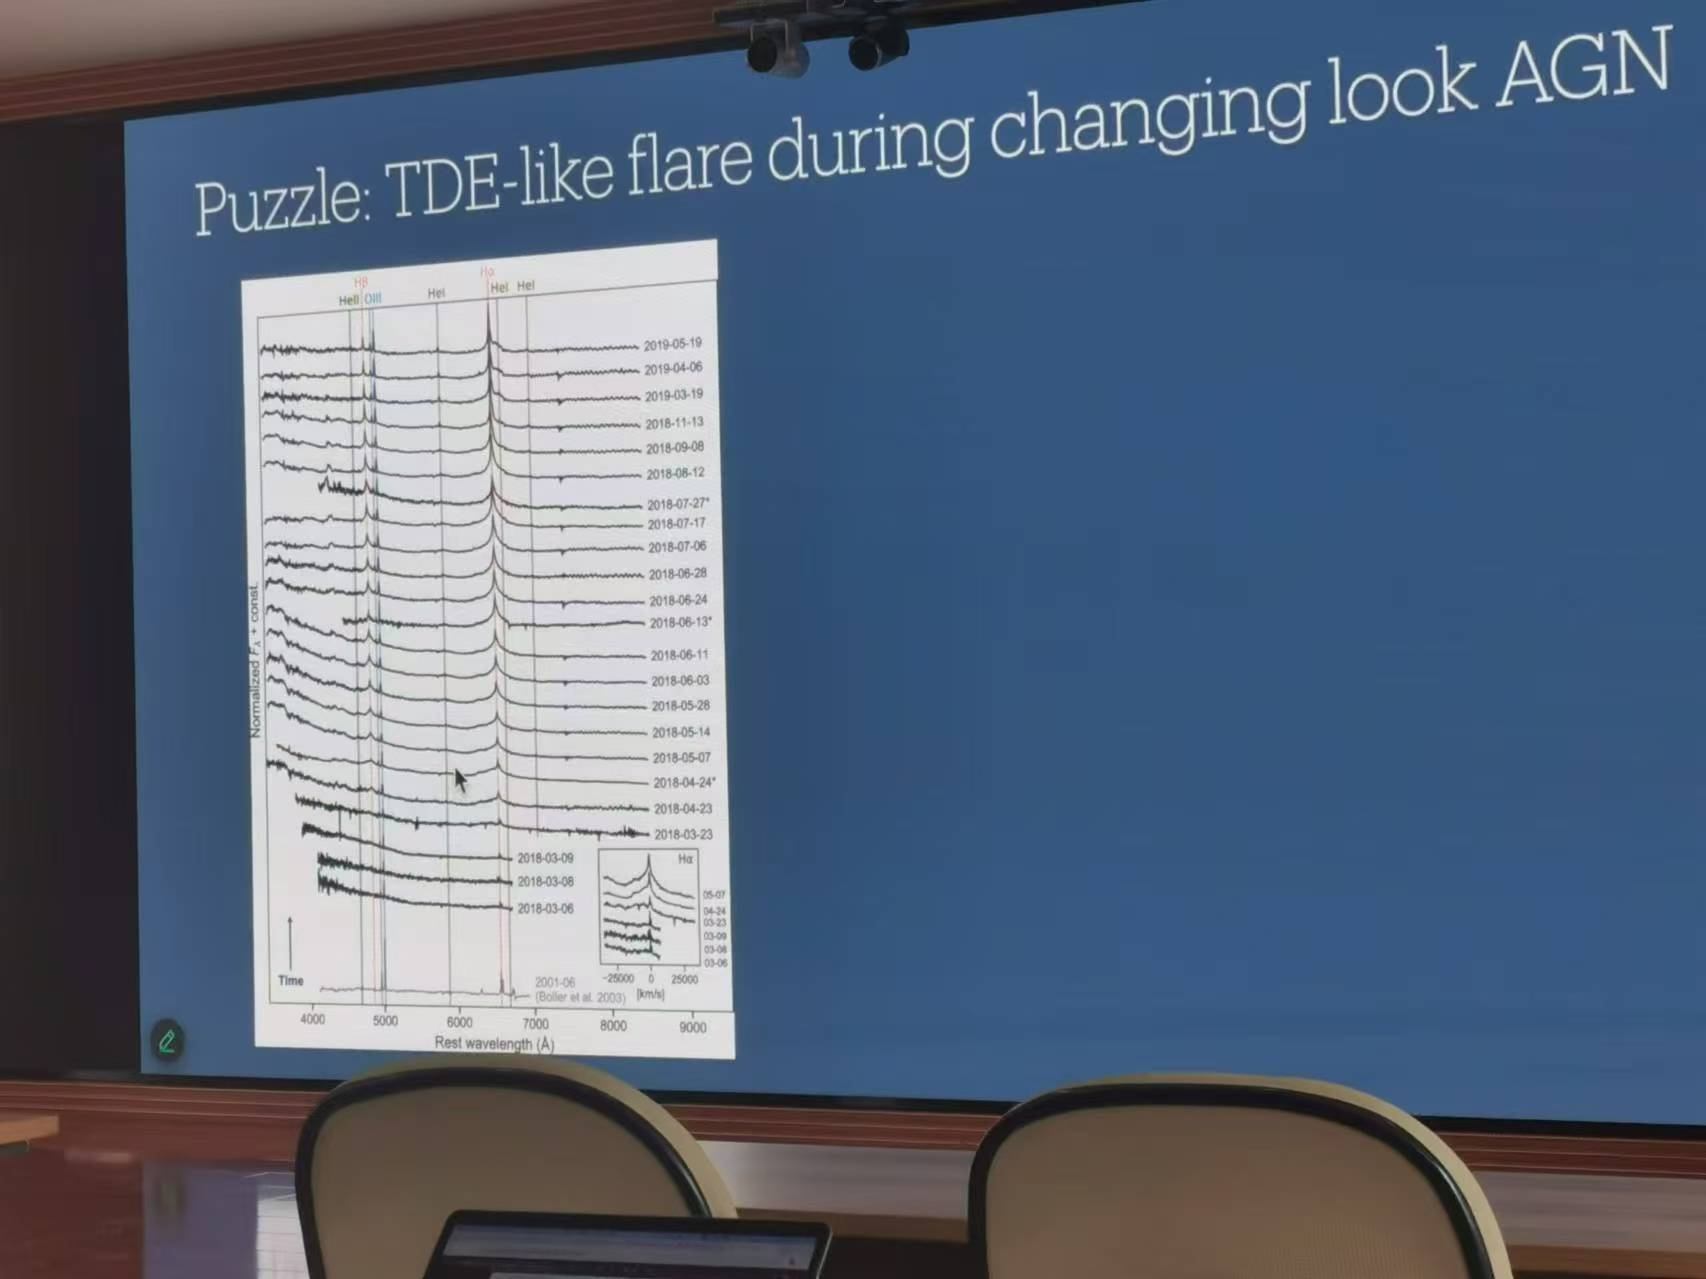 Puzzle: TDE-like flare during changing look AGN
Hβ
Hα
HeII OIII HeI HeI HeI
2019-05-19
2019-04-06
2019-03-19
2018-11-13
2018-09-08
2018-08-12
2018-07-27*
2018-07-17
2018-07-06
2018-06-28
2018-06-24
2018-06-13*
2018-06-11
2018-06-03
2018-05-28
2018-05-14
2018-05-07
2018-04-24*
2018-04-23
2018-03-23
2018-03-09
2018-03-08
2018-03-06
Normalized Fλ + const.
Time
Hα
05-07
04-24
03-23
03-09
03-08
03-06
−25000 0 25000
[km/s]
2001-06
(Boller et al. 2003)
4000 5000 6000 7000 8000 9000
Rest wavelength (Å)